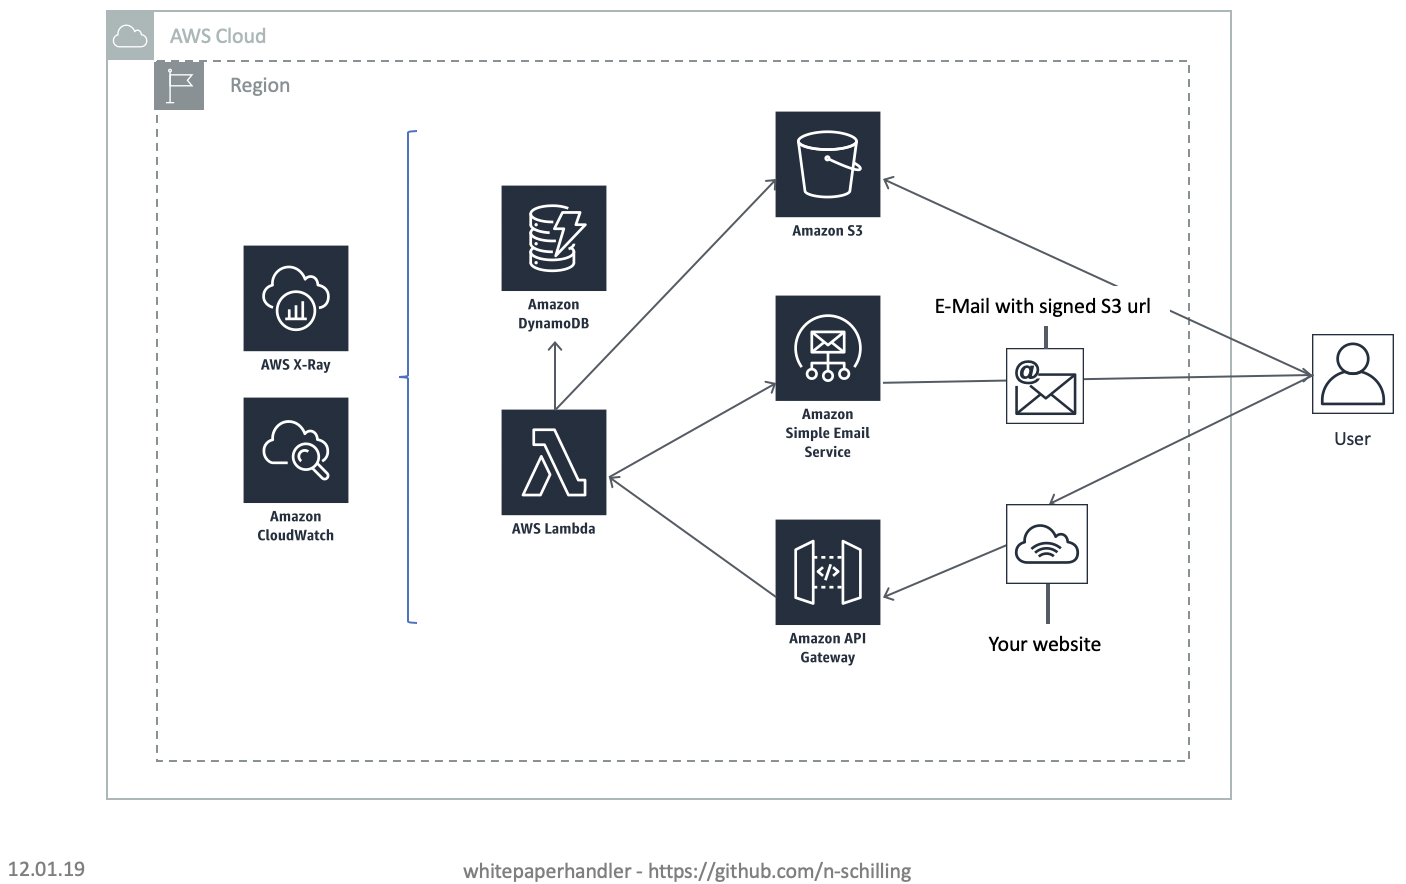 AWS Cloud
Region
Amazon S3
Amazon
DynamoDB
E-Mail with signed S3 url
@
AWS X-Ray
Amazon
Simple Email
Service
User
Amazon
CloudWatch
AWS Lambda
</>
Amazon API
Gateway
Your website
12.01.19
whitepaperhandler - https://github.com/n-schilling